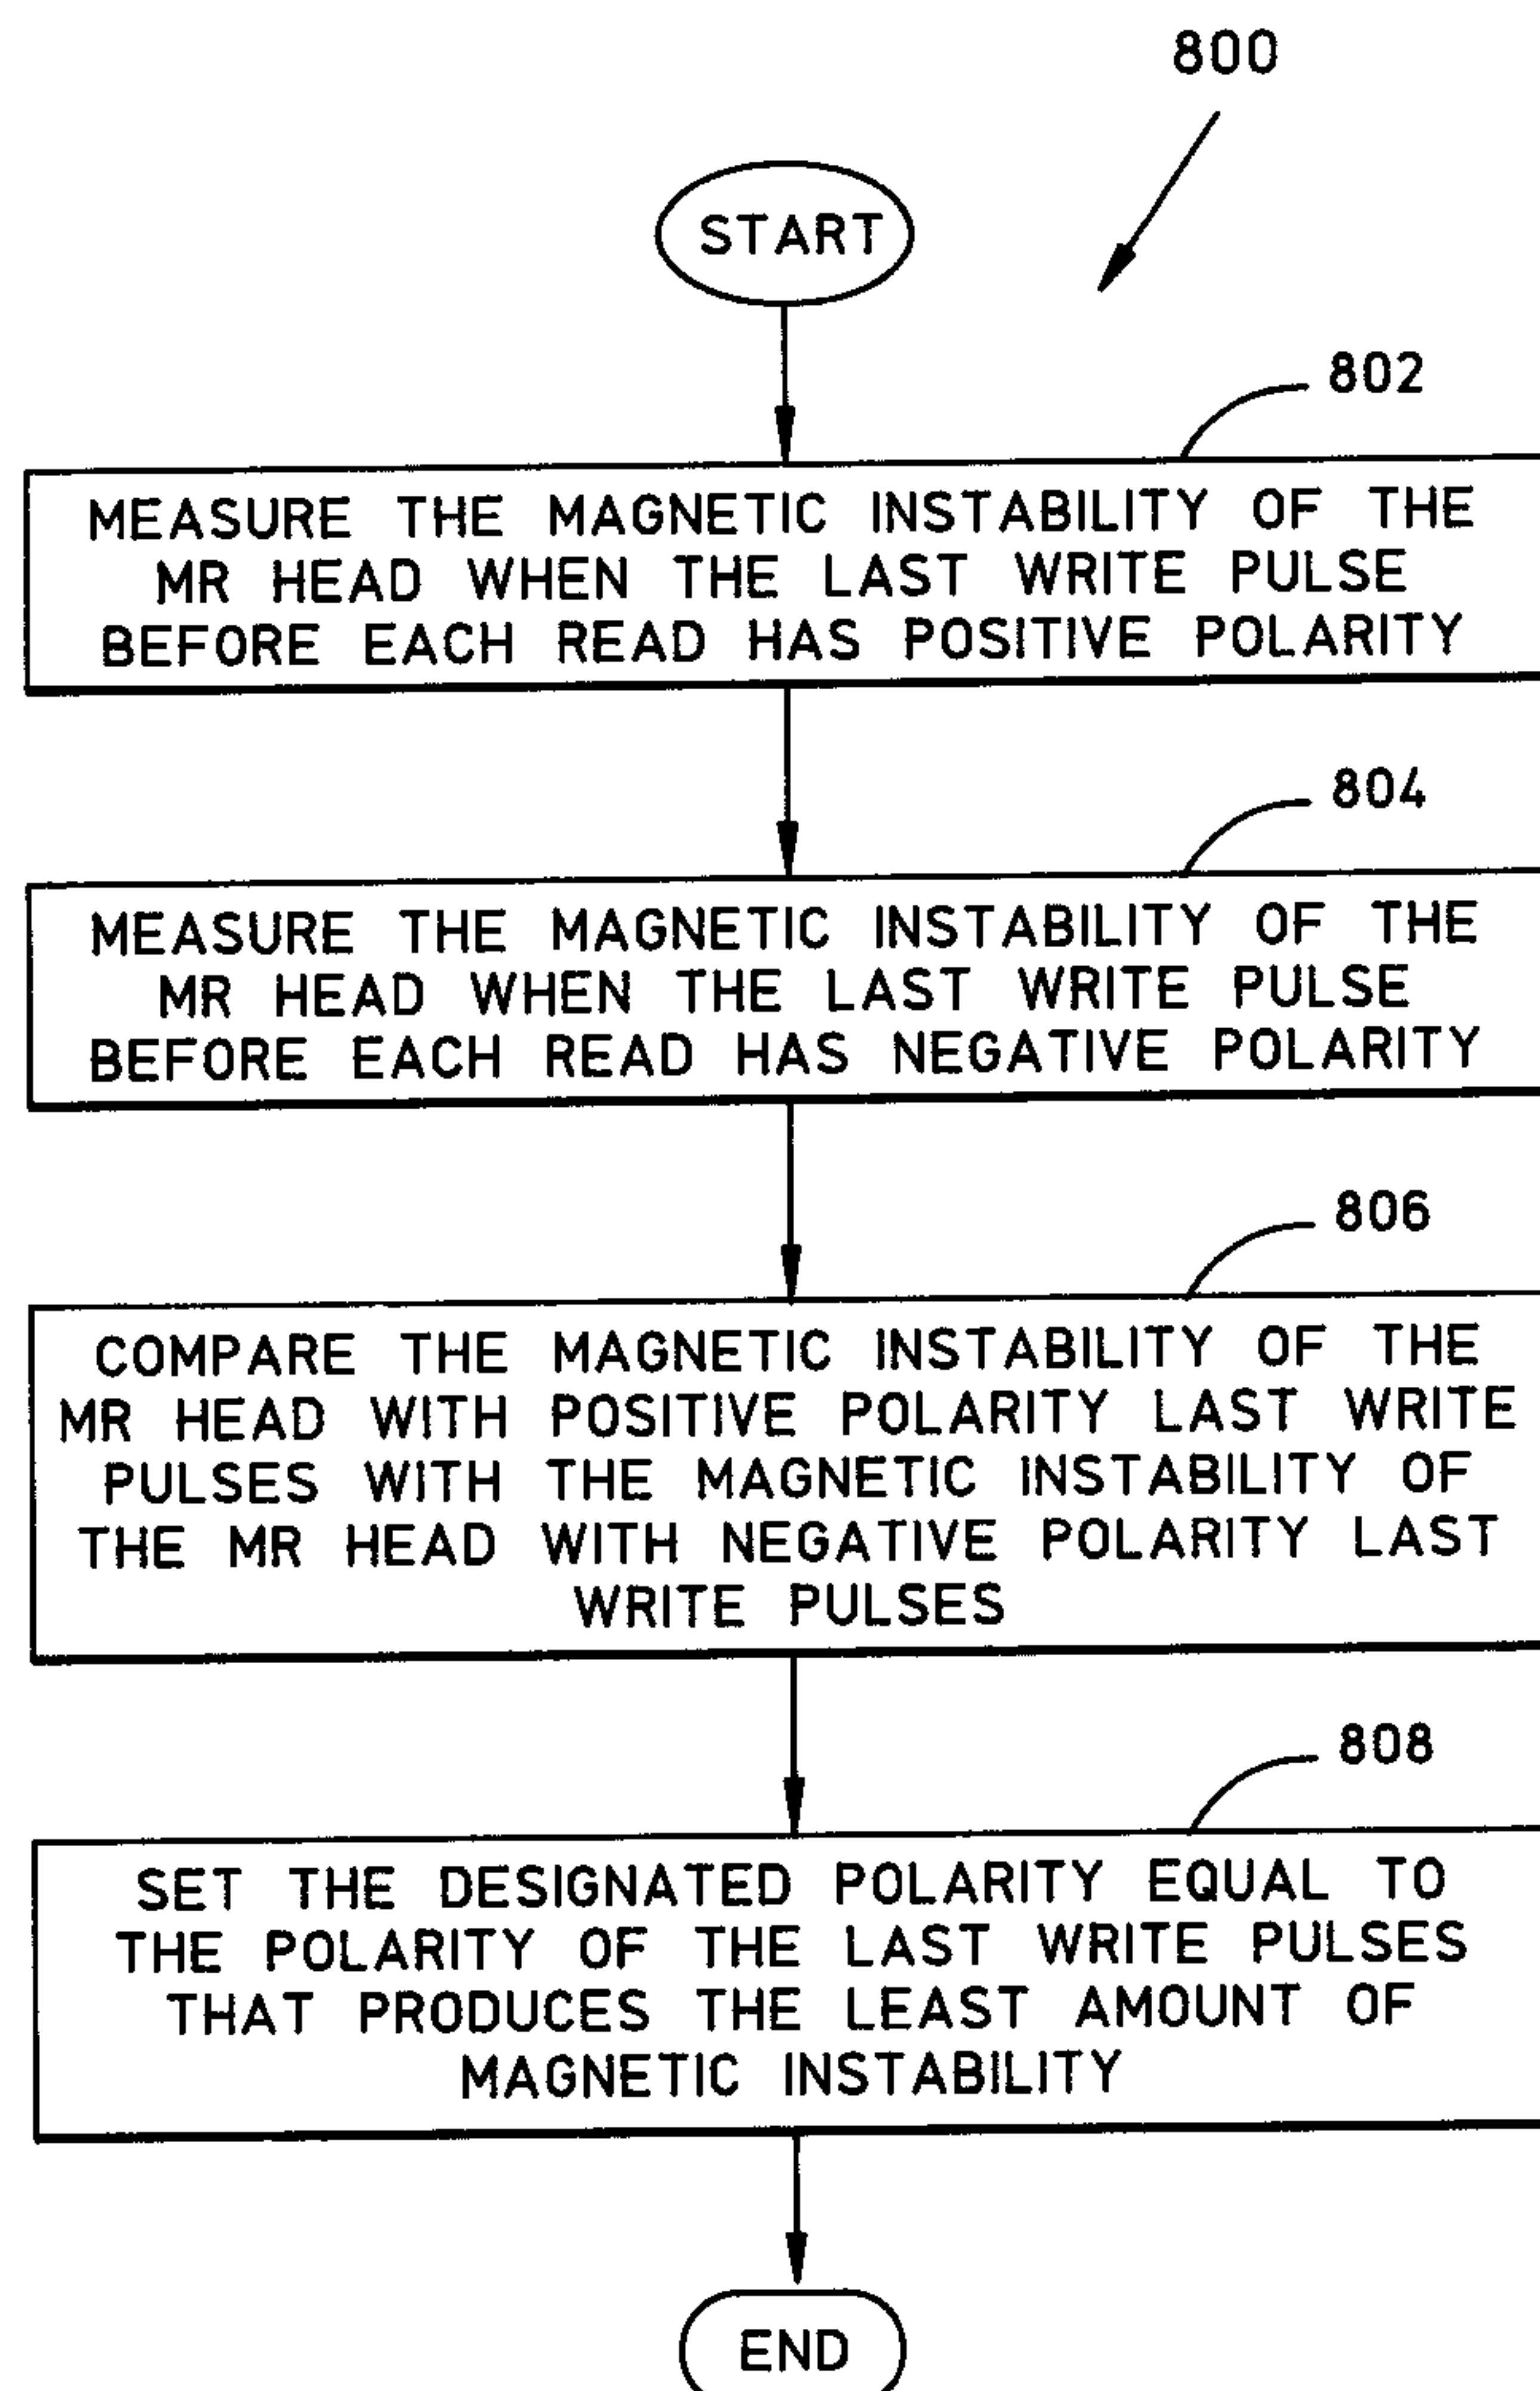 800
START
802
MEASURE THE MAGNETIC INSTABILITY OF THE
MR HEAD WHEN THE LAST WRITE PULSE
BEFORE EACH READ HAS POSITIVE POLARITY
804
MEASURE THE MAGNETIC INSTABILITY OF THE
MR HEAD WHEN THE LAST WRITE PULSE
BEFORE EACH READ HAS NEGATIVE POLARITY
806
COMPARE THE MAGNETIC INSTABILITY OF THE
MR HEAD WITH POSITIVE POLARITY LAST WRITE
PULSES WITH THE MAGNETIC INSTABILITY OF
THE MR HEAD WITH NEGATIVE POLARITY LAST
WRITE PULSES
808
SET THE DESIGNATED POLARITY EQUAL TO
THE POLARITY OF THE LAST WRITE PULSES
THAT PRODUCES THE LEAST AMOUNT OF
MAGNETIC INSTABILITY
END